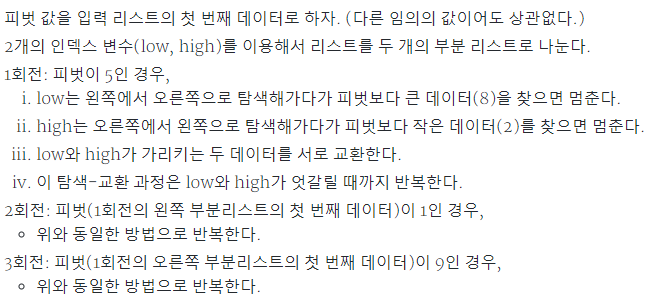 피벗 값을 입력 리스트의 첫 번째 데이터로 하자. (다른 임의의 값이어도 상관없다.)
2개의 인덱스 변수(low, high)를 이용해서 리스트를 두 개의 부분 리스트로 나눈다.
1회전: 피벗이 5인 경우,
i. low는 왼쪽에서 오른쪽으로 탐색해가다가 피벗보다 큰 데이터(8)을 찾으면 멈춘다.
ii. high는 오른쪽에서 왼쪽으로 탐색해가다가 피벗보다 작은 데이터(2)를 찾으면 멈춘다.
iii. low와 high가 가리키는 두 데이터를 서로 교환한다.
iv. 이 탐색-교환 과정은 low와 high가 엇갈릴 때까지 반복한다.
2회전: 피벗(1회전의 왼쪽 부분리스트의 첫 번째 데이터)이 1인 경우,
◦ 위와 동일한 방법으로 반복한다.
3회전: 피벗(1회전의 오른쪽 부분리스트의 첫 번째 데이터)이 9인 경우,
◦ 위와 동일한 방법으로 반복한다.